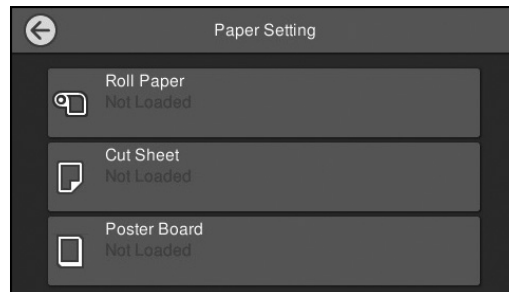 Paper Setting
Roll Paper
Not Loaded
Cut Sheet
Not Loaded
Poster Board
Not Loaded